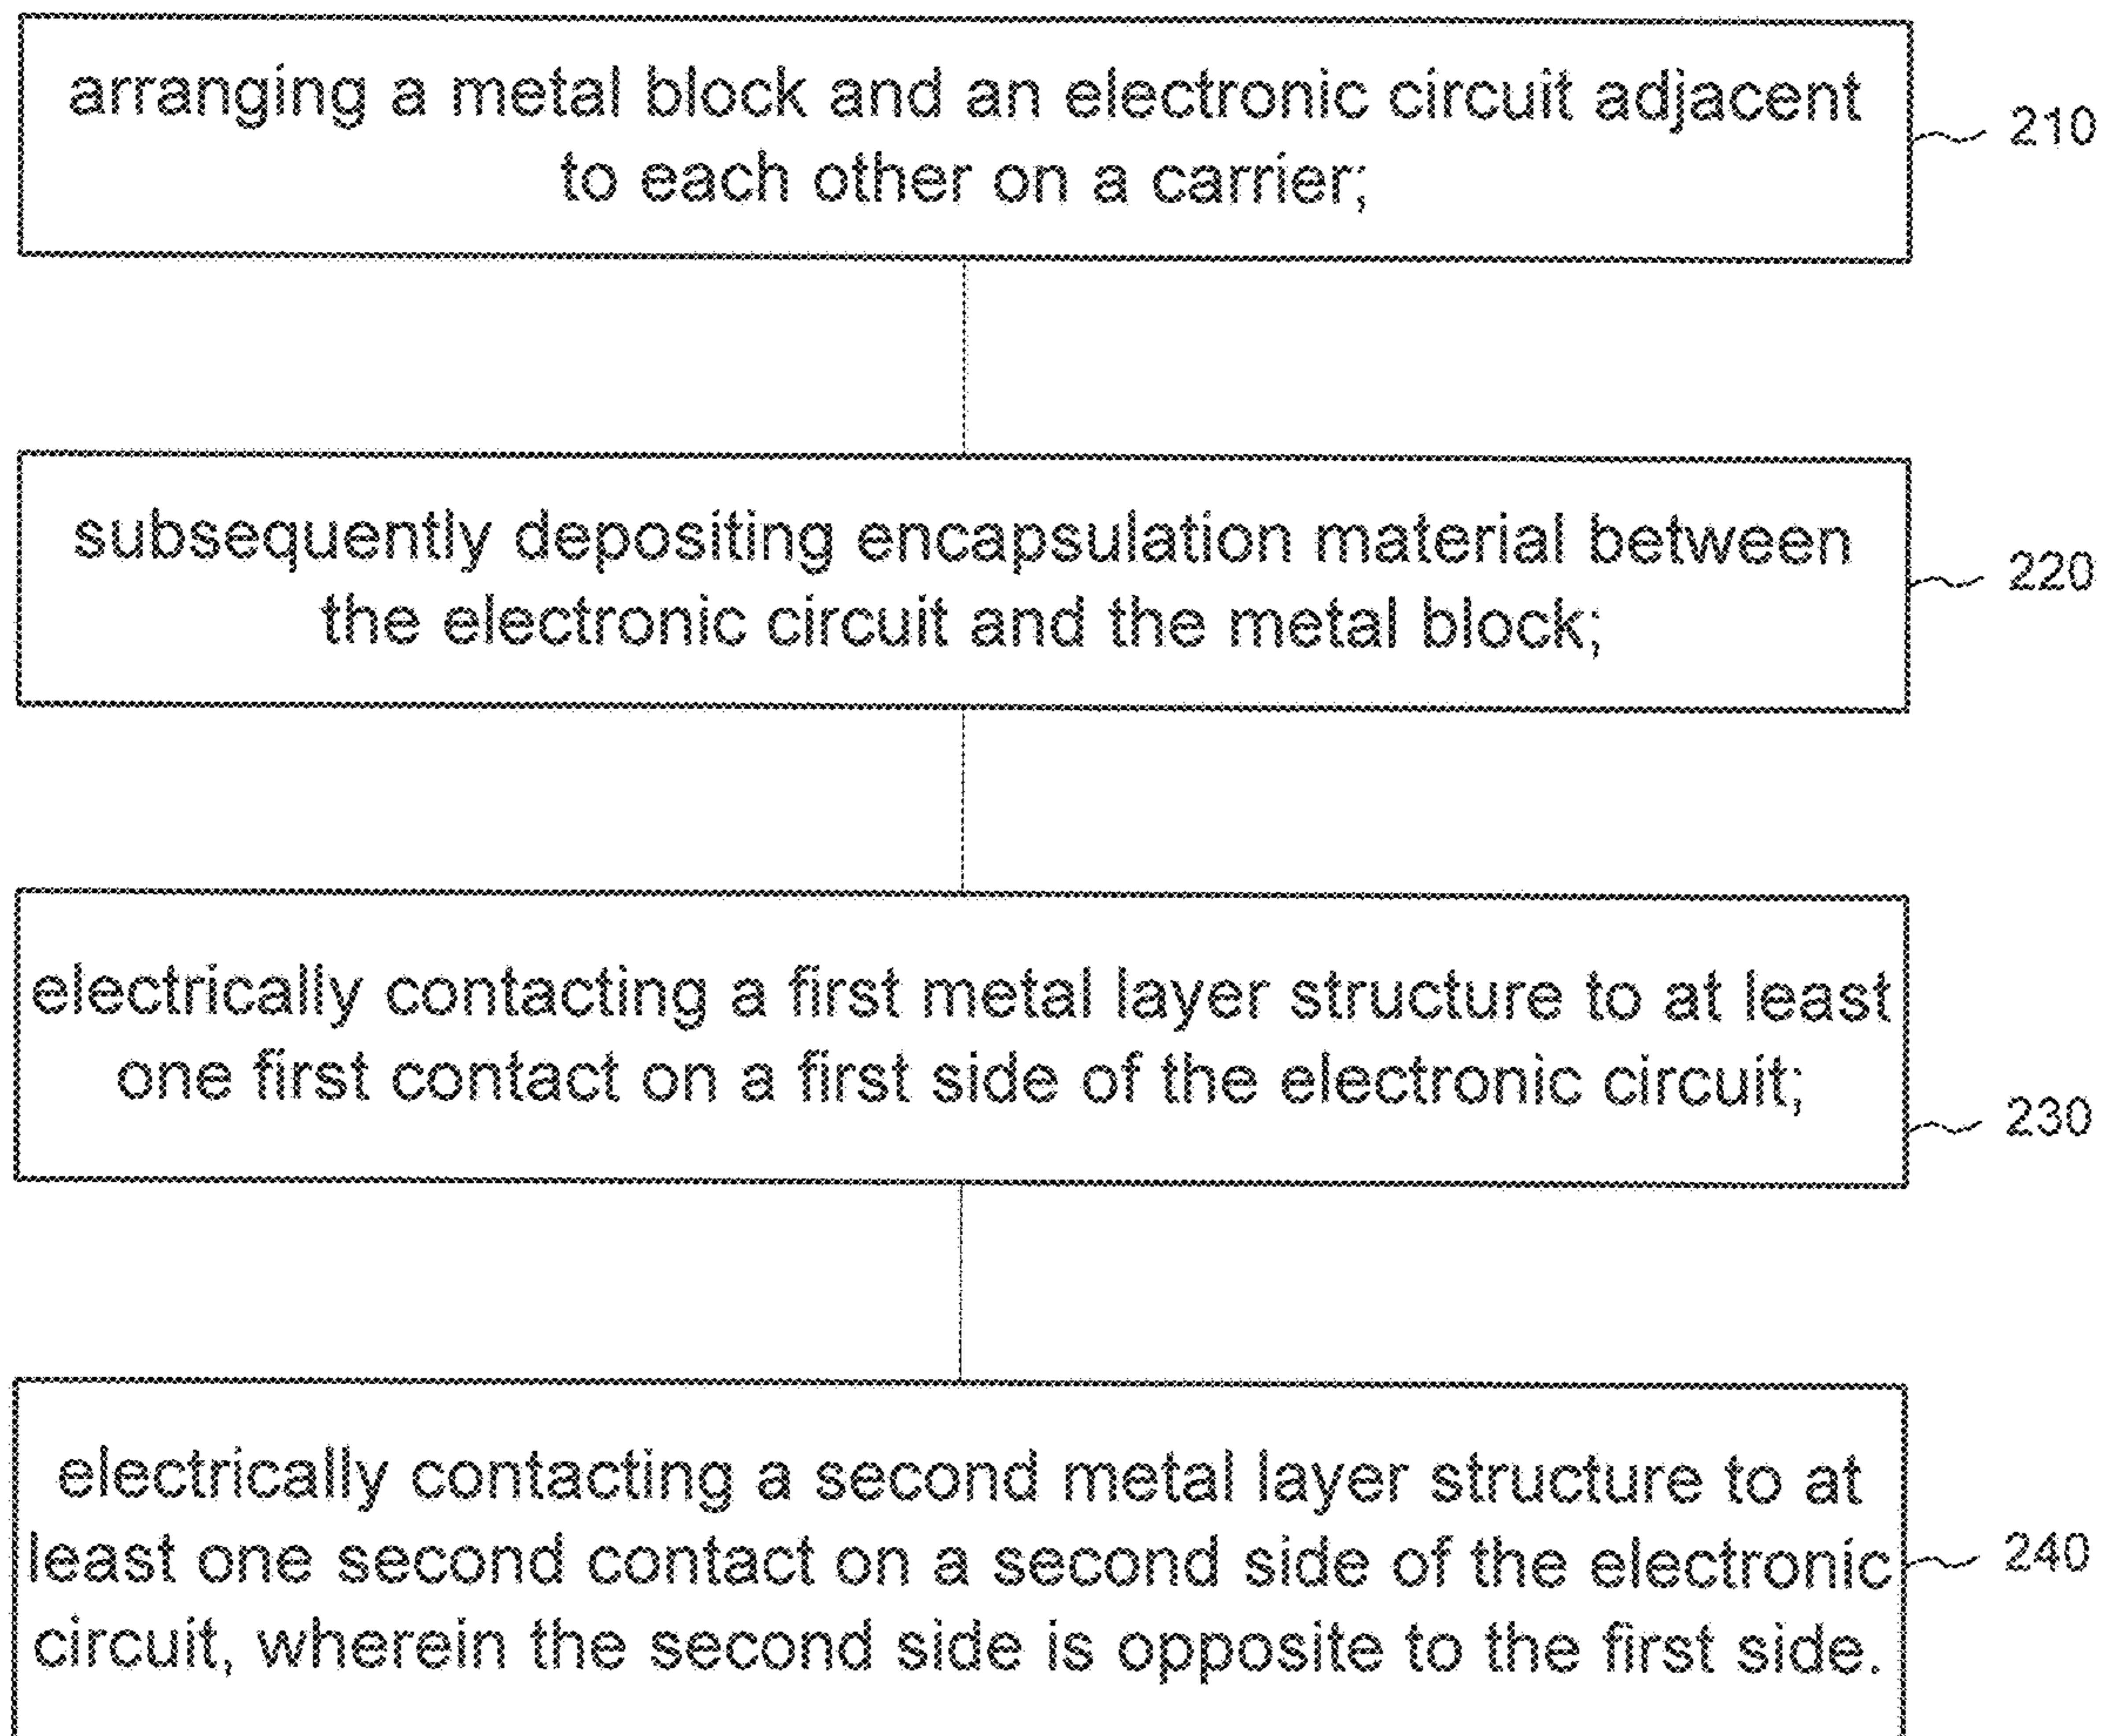 arranging a metal block and an electronic circuit adjacent
to each other on a carrier;
210
subsequently depositing encapsulation material between
the electronic circuit and the metal block;
220
electrically contacting a first metal layer structure to at least
one first contact on a first side of the electronic circuit;
230
electrically contacting a second metal layer structure to at
least one second contact on a second side of the electronic
circuit, wherein the second side is opposite to the first side.
240